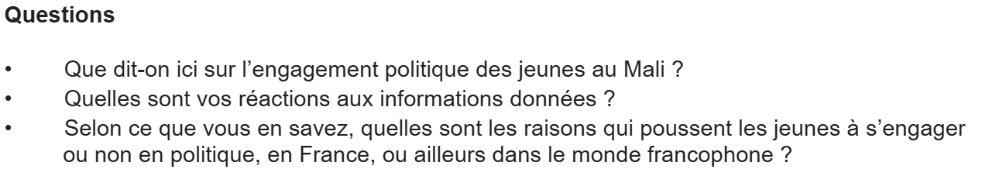 Questions
• Que dit-on ici sur l’engagement politique des jeunes au Mali ?
• Quelles sont vos réactions aux informations données ?
• Selon ce que vous en savez, quelles sont les raisons qui poussent les jeunes à s’engager
ou non en politique, en France, ou ailleurs dans le monde francophone ?